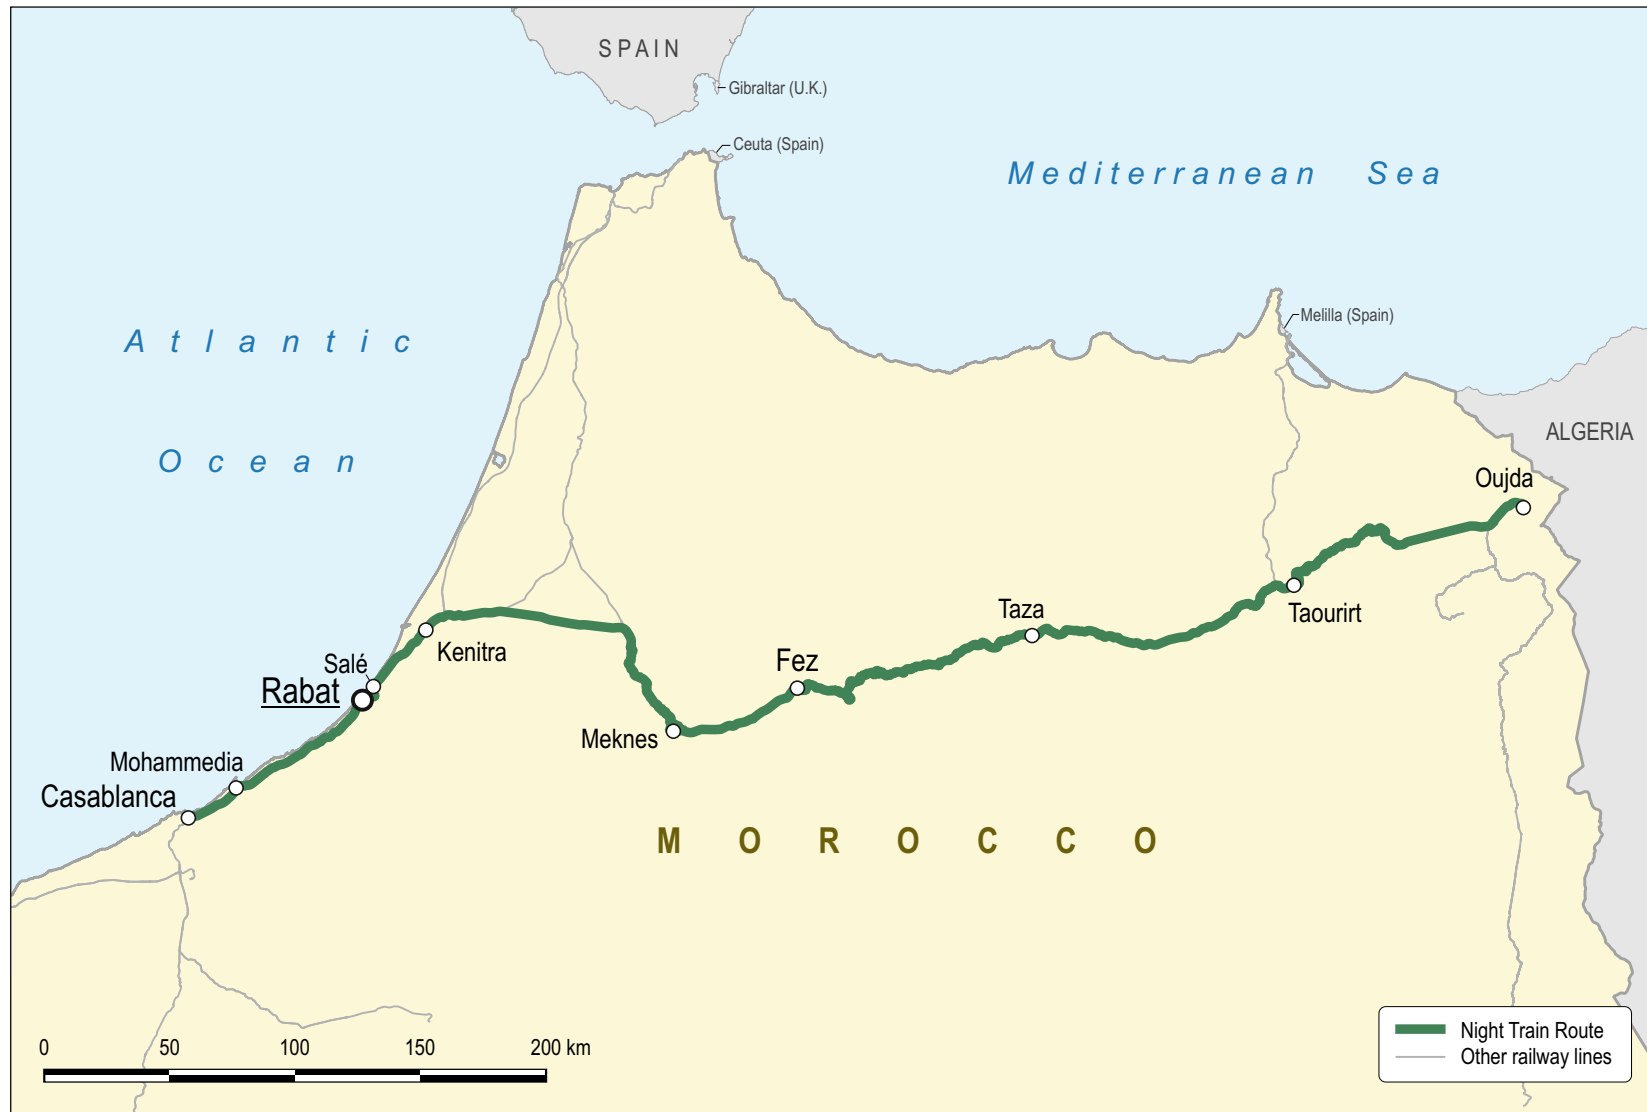 SPAIN
Gibraltar (U.K.)
Ceuta (Spain)
Mediterranean Sea
Atlantic
Ocean
Melilla (Spain)
ALGERIA
Oujda
Taourirt
Taza
Fez
Kenitra
Salé
Rabat
Meknes
Mohammedia
Casablanca
MOROCCO
0 50 100 150 200 km
Night Train Route
Other railway lines